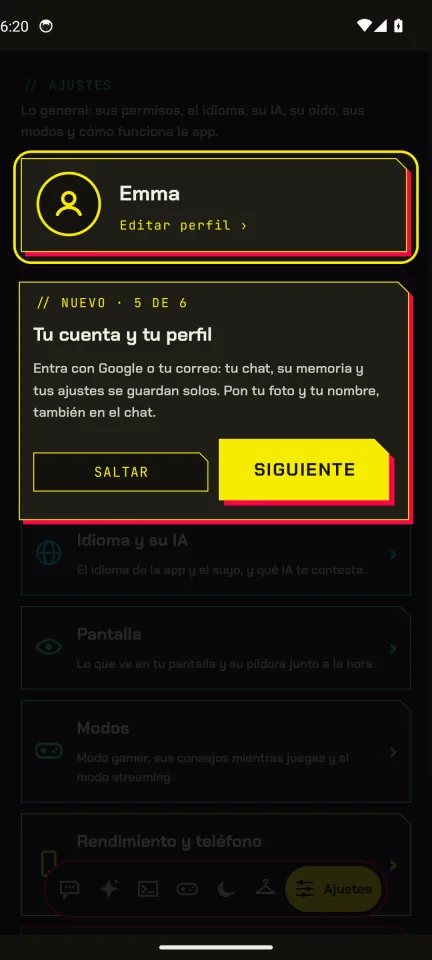 6:20
// AJUSTES
Lo general: sus permisos, el idioma, su IA, su oído, sus
modos y cómo funciona la app.
Emma
Editar perfil ›
// NUEVO · 5 DE 6
Tu cuenta y tu perfil
Entra con Google o tu correo: tu chat, su memoria y
tus ajustes se guardan solos. Pon tu foto y tu nombre,
también en el chat.
SALTAR
SIGUIENTE
Idioma y su IA
El idioma de la app y al suyo, y qué IA te contesta.
Pantalla
Lo que va en tu pantalla y su píldora junto a la hora.
Modos
Modo gamer, sus consejos mientras juegas y el
modo streaming.
Rendimiento y teléfono
Ajustes